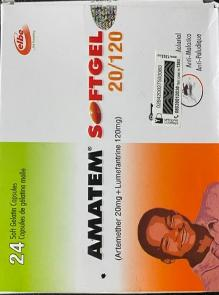 elbe
AMATEM® SOFTGEL
20/120
(Artemether 20mg + Lumefantrine 120mg)
24 Soft Gelatin Capsules
Capsules de gélatine molle
Antimalarial
Anti-Malárico
Anti-Paludique